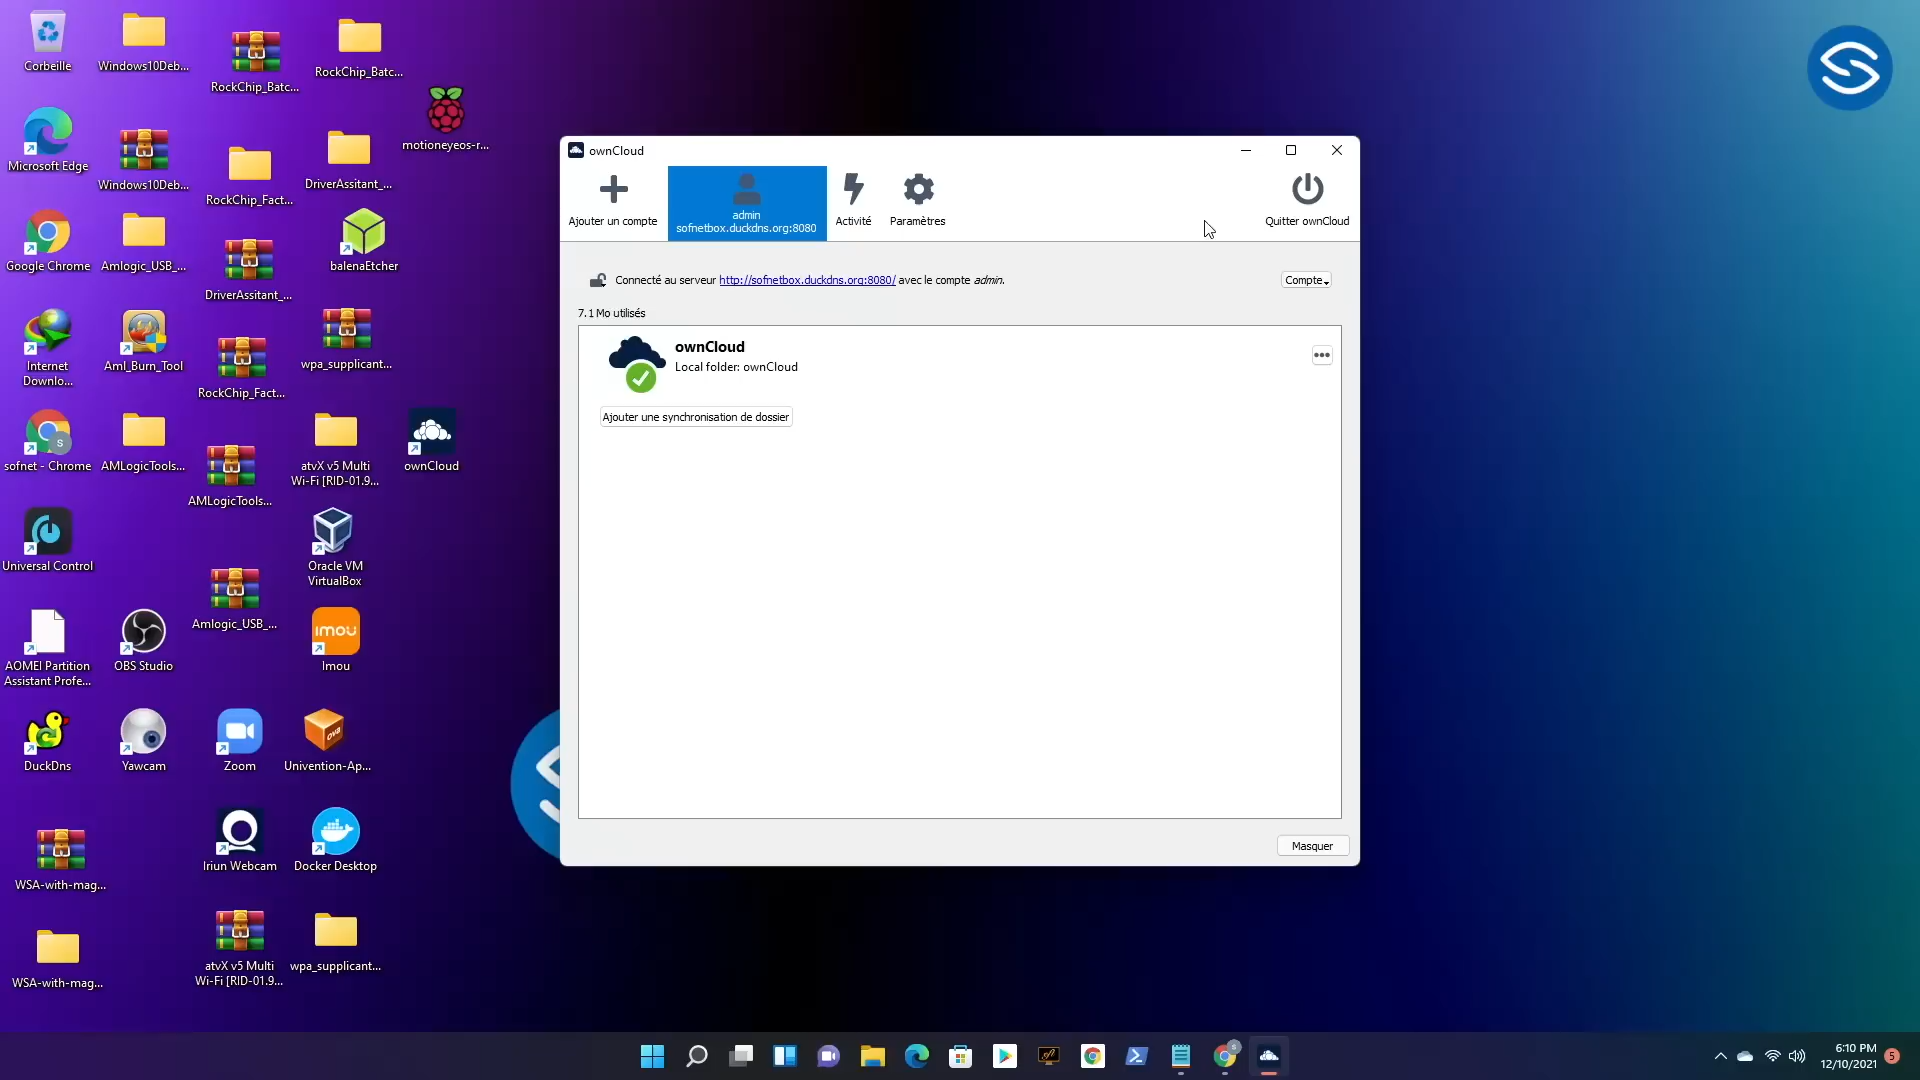 Corbeille
Windows10Deb...
RockChip_Batc...
RockChip_Batc...
motioneyeos-r...
Microsoft Edge
Windows10Deb...
RockChip_Fact...
DriverAssitant_...
Google Chrome
Amlogic_USB_...
DriverAssitant_...
balenaEtcher
Internet
Downlo...
Aml_Burn_Tool
RockChip_Fact...
wpa_supplicant...
sofnet - Chrome
AMLogicTools...
AMLogicTools...
atvX v5 Multi
Wi-Fi [RID-01.9...
ownCloud
Universal Control
Amlogic_USB_...
Oracle VM
VirtualBox
AOMEI Partition
Assistant Profe...
OBS Studio
imou
Imou
DuckDns
Yawcam
Zoom
ova
Univention-Ap...
WSA-with-mag...
Iriun Webcam
Docker Desktop
WSA-with-mag...
atvX v5 Multi
Wi-Fi [RID-01.9...
wpa_supplicant...
ownCloud
Ajouter un compte
admin
sofnetbox.duckdns.org:8080
Activité
Paramètres
Quitter ownCloud
Connecté au serveur http://sofnetbox.duckdns.org:8080/ avec le compte admin.
Compte
7.1 Mo utilisés
ownCloud
Local folder: ownCloud
Ajouter une synchronisation de dossier
Masquer
6:10 PM
12/10/2021
5